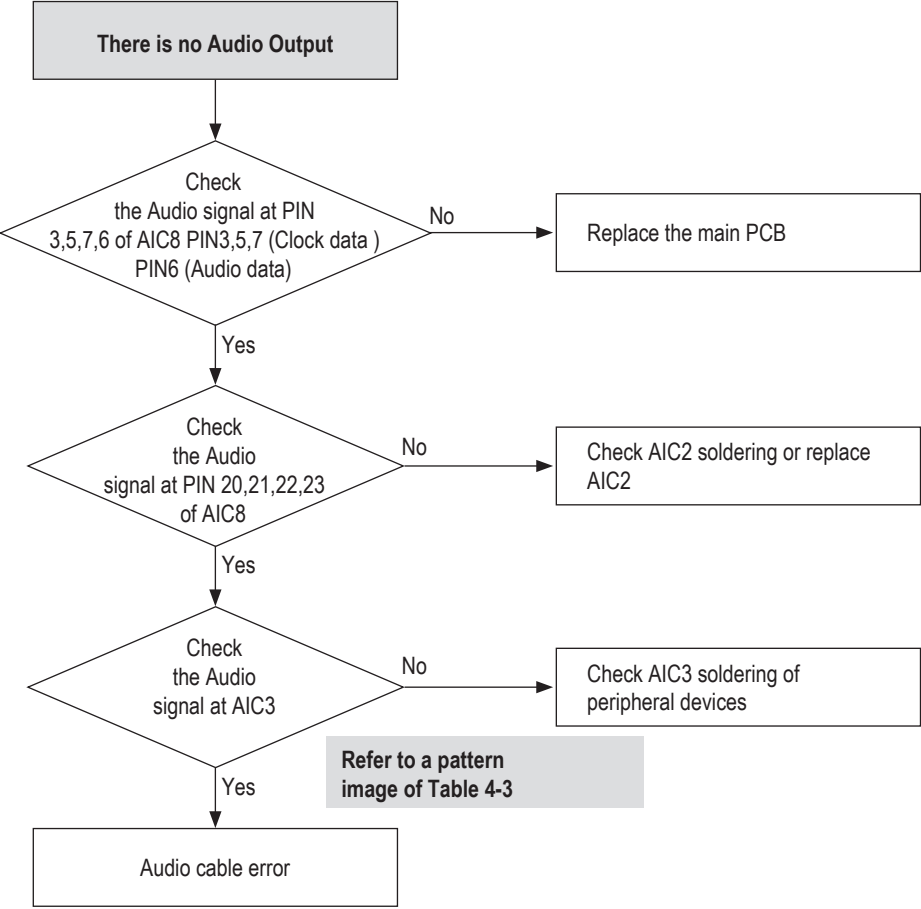 There is no Audio Output
Check
the Audio signal at PIN
3,5,7,6 of AIC8 PIN3,5,7 (Clock data )
PIN6 (Audio data)
No
Replace the main PCB
Yes
Check
the Audio
signal at PIN 20,21,22,23
of AIC8
No
Check AIC2 soldering or replace
AIC2
Yes
Check
the Audio
signal at AIC3
No
Check AIC3 soldering of
peripheral devices
Refer to a pattern
image of Table 4-3
Yes
Audio cable error